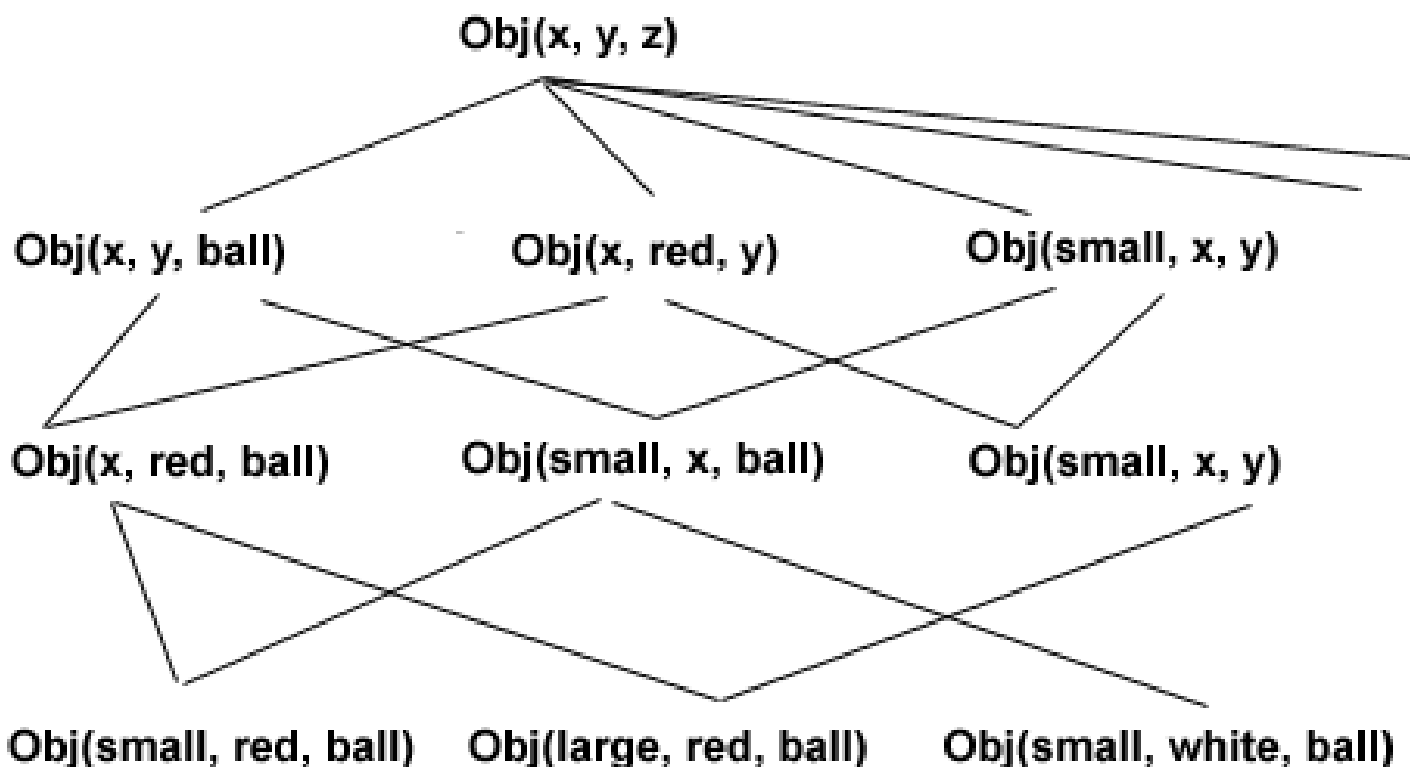 Obj(x, y, z)
Obj(x, y, ball)
Obj(x, red, y)
Obj(small, x, y)
Obj(x, red, ball)
Obj(small, x, ball)
Obj(small, x, y)
Obj(small, red, ball)
Obj(large, red, ball)
Obj(small, white, ball)